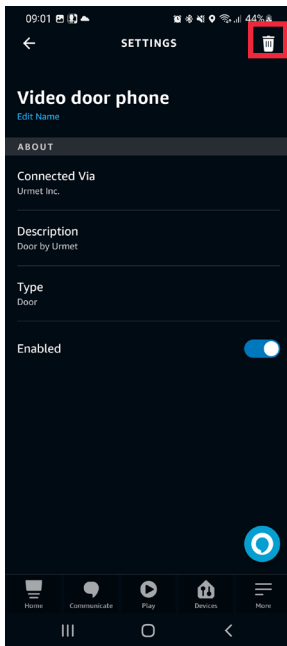 09:01 44%
SETTINGS
Video door phone
Edit Name
ABOUT
Connected Via
Urmet Inc.
Description
Door by Urmet
Type
Door
Enabled
Home Communicate Play Devices More